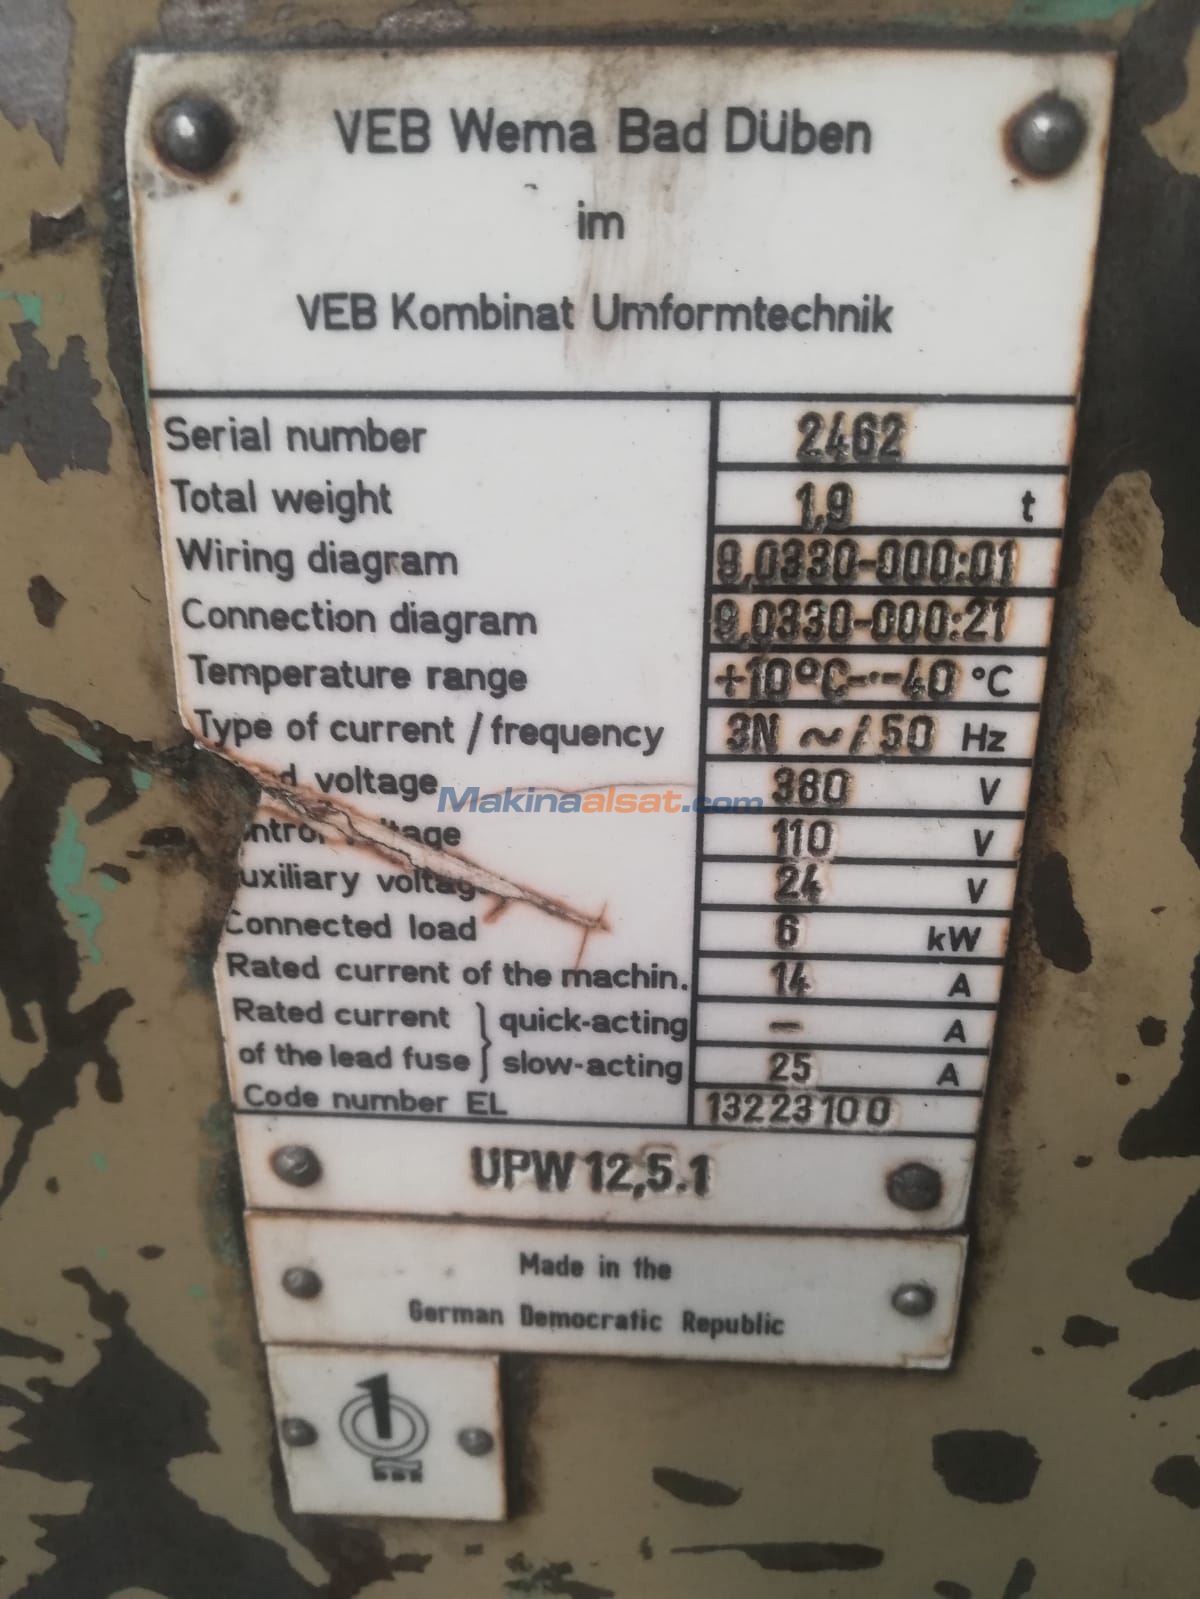 VEB Wema Bad Düben
im
VEB Kombinat Umformtechnik
Serial number 2462
Total weight 1,9 t
Wiring diagram 9.0330-000:01
Connection diagram 9.0330-000:21
Temperature range +10°C-··-40 °C
Type of current / frequency 3N ~ / 50 Hz
voltage 380 V
110 V
24 V
Connected load 6 kW
Rated current of the machin. 14 A
Rated current } quick-acting – A
of the lead fuse } slow-acting 25 A
Code number EL 13223100
UPW 12,5.1
Made in the
German Democratic Republic
Makinaalsat.com
1